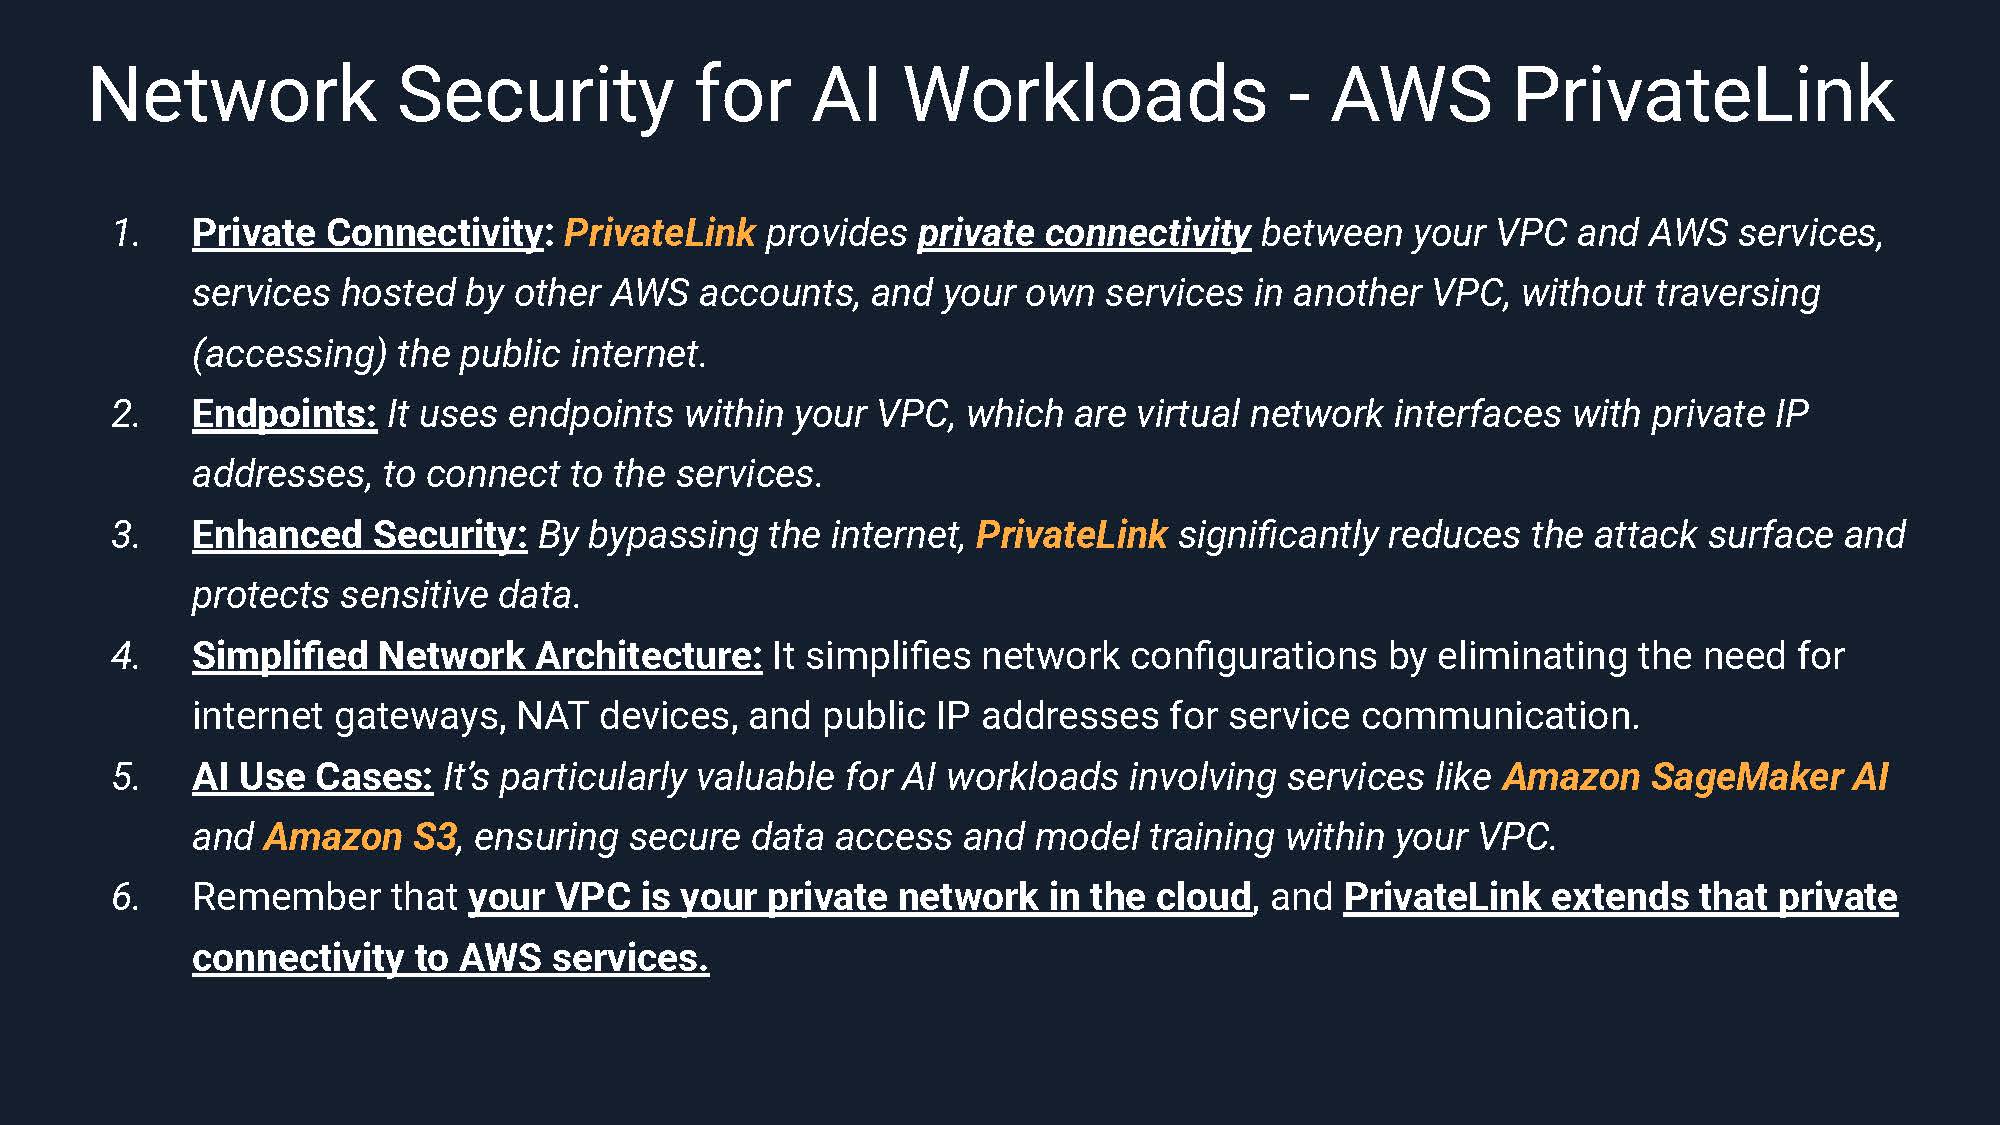 Network Security for AI Workloads - AWS PrivateLink
1. Private Connectivity: PrivateLink provides private connectivity between your VPC and AWS services,
services hosted by other AWS accounts, and your own services in another VPC, without traversing
(accessing) the public internet.
2. Endpoints: It uses endpoints within your VPC, which are virtual network interfaces with private IP
addresses, to connect to the services.
3. Enhanced Security: By bypassing the internet, PrivateLink significantly reduces the attack surface and
protects sensitive data.
4. Simplified Network Architecture: It simplifies network configurations by eliminating the need for
internet gateways, NAT devices, and public IP addresses for service communication.
5. AI Use Cases: It’s particularly valuable for AI workloads involving services like Amazon SageMaker AI
and Amazon S3, ensuring secure data access and model training within your VPC.
6. Remember that your VPC is your private network in the cloud, and PrivateLink extends that private
connectivity to AWS services.